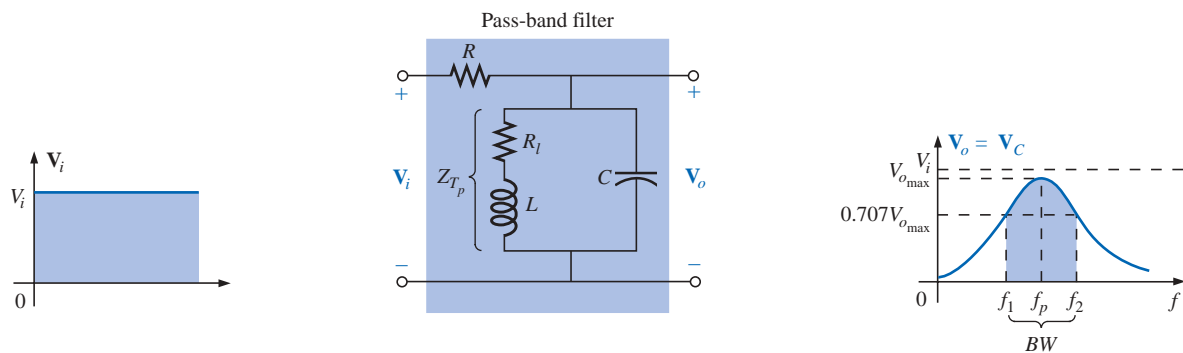 Pass-band filter
V_i
V_i
0
R
+
+
R_l
V_i
Z_{T_p}
L
C
V_o
–
–
V_o = V_C
V_i
V_{o_max}
0.707V_{o_max}
0
f_1
f_p
f_2
f
BW